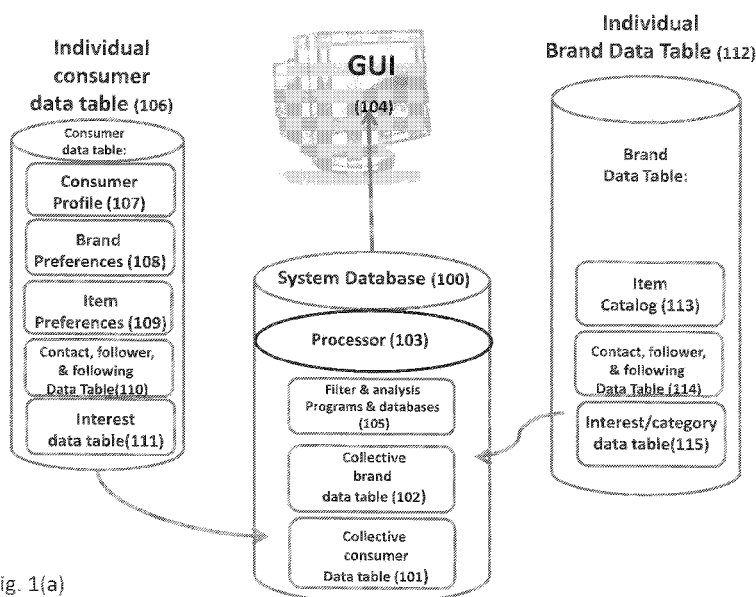 Individual
consumer
data table (106)
Consumer
data table:
Consumer
Profile (107)
Brand
Preferences (108)
Item
Preferences (109)
Contact, follower,
& following
Data Table(110)
Interest
data table(111)
GUI
(104)
System Database (100)
Processor (103)
Filter & analysis
Programs & databases
(105)
Collective
brand
data table (102)
Collective
consumer
Data table (101)
Individual
Brand Data Table (112)
Brand
Data Table:
Item
Catalog (113)
Contact, follower,
& following
Data Table (114)
Interest/category
data table(115)
ig. 1(a)